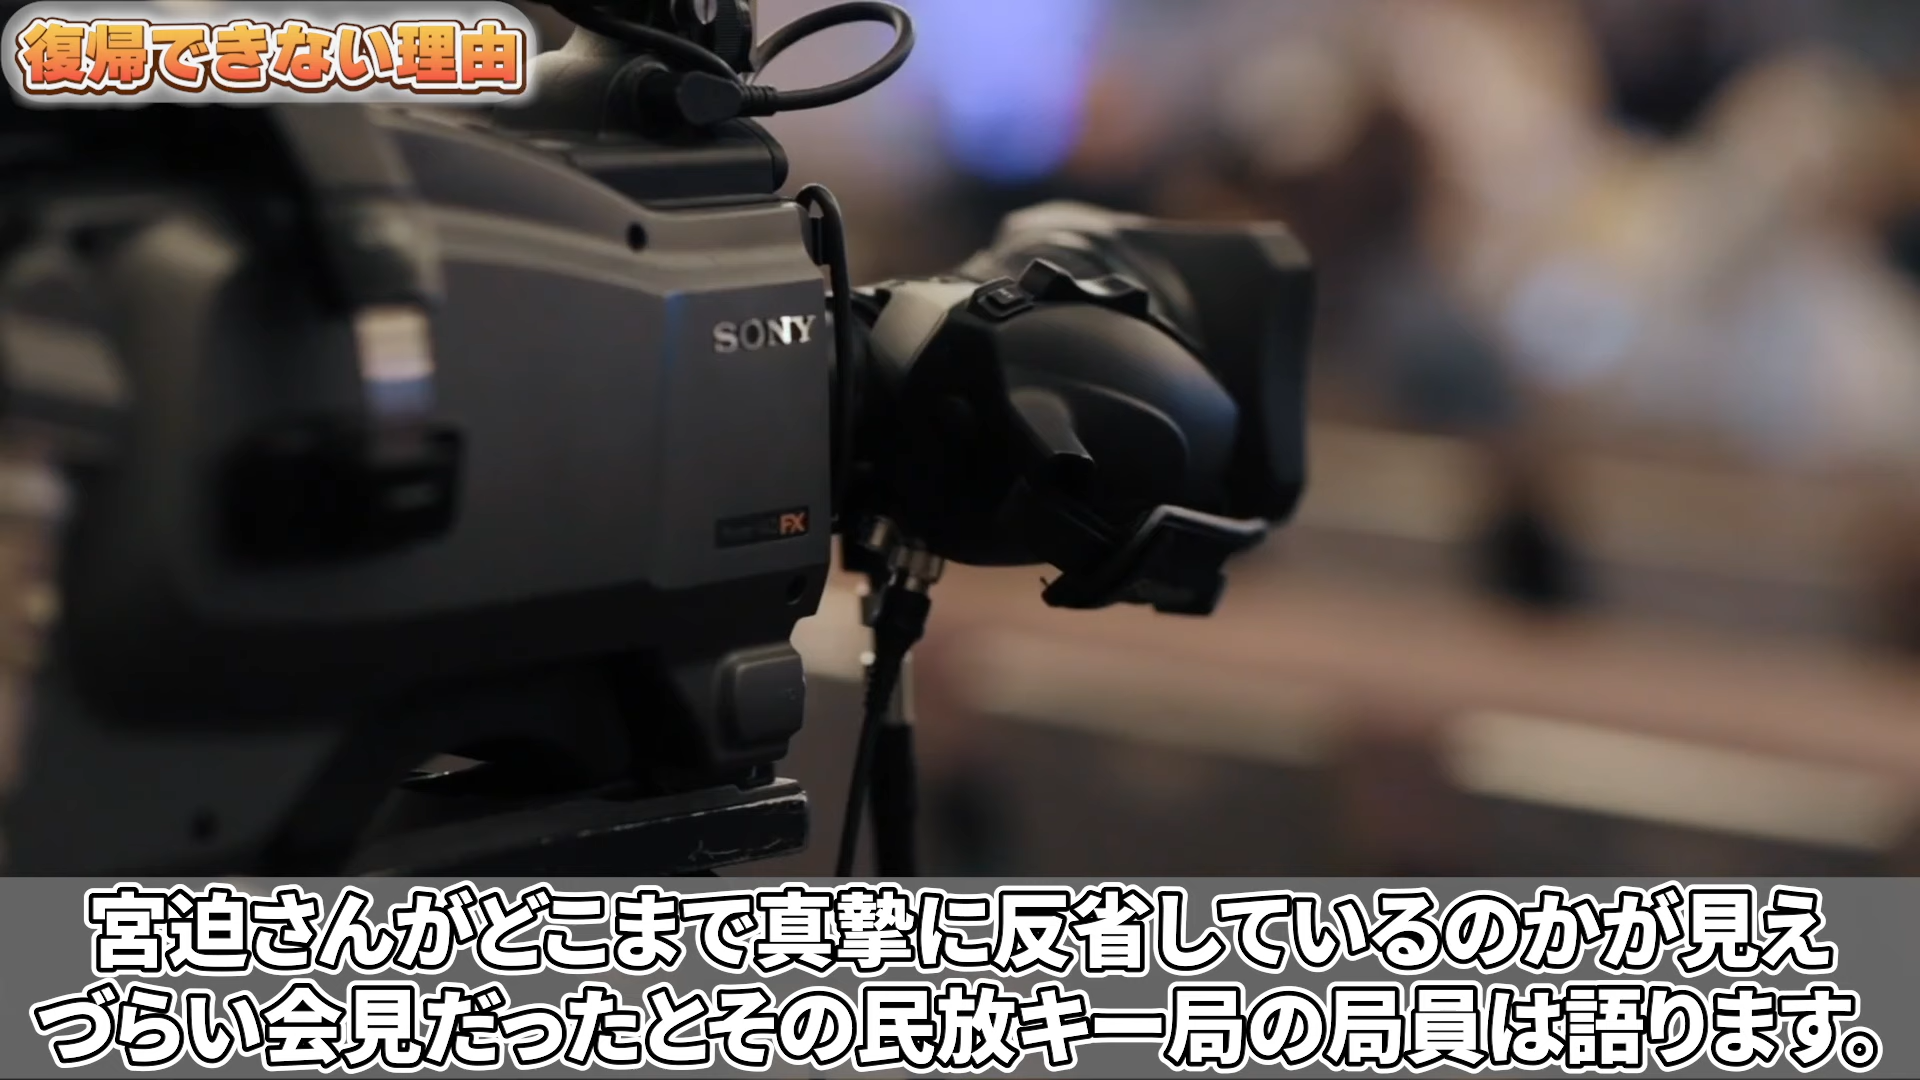 復帰できない理由
SONY
FX
宮迫さんがどこまで真摯に反省しているのかが見え
づらい会見だったとその民放キー局の局員は語ります。